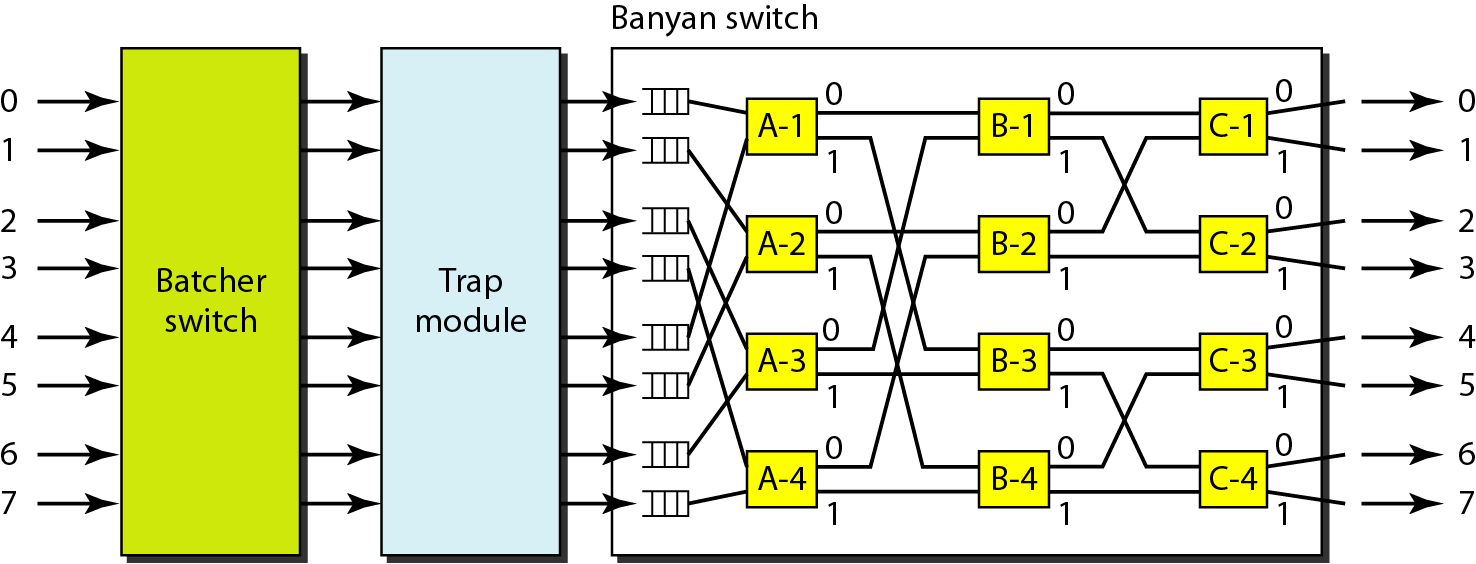 Banyan switch
0 0 0 0 0
A-1 B-1 C-1
1 1 1 1 1
2 0 0 0 2
A-2 B-2 C-2
3 1 1 1 3
Batcher
switch
Trap
module
4 0 0 0 4
A-3 B-3 C-3
5 1 1 1 5
6 0 0 0 6
A-4 B-4 C-4
7 1 1 1 7